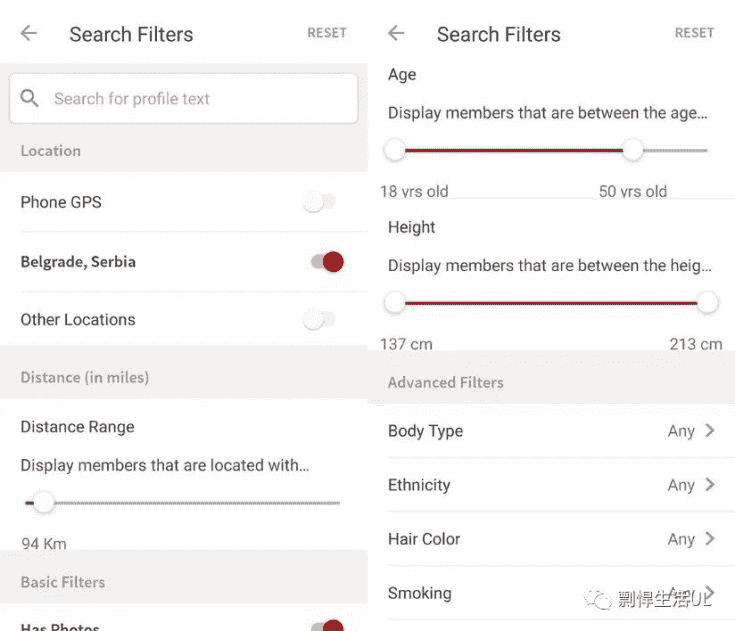 Search Filters
RESET
Search for profile text
Location
Phone GPS
Belgrade, Serbia
Other Locations
Distance (in miles)
Distance Range
Display members that are located with...
94 Km
Basic Filters
Has Photos
Search Filters
RESET
Age
Display members that are between the age...
18 yrs old
50 yrs old
Height
Display members that are between the heig...
137 cm
213 cm
Advanced Filters
Body Type
Any
Ethnicity
Any
Hair Color
Any
Smoking
Any
剽悍生活UL